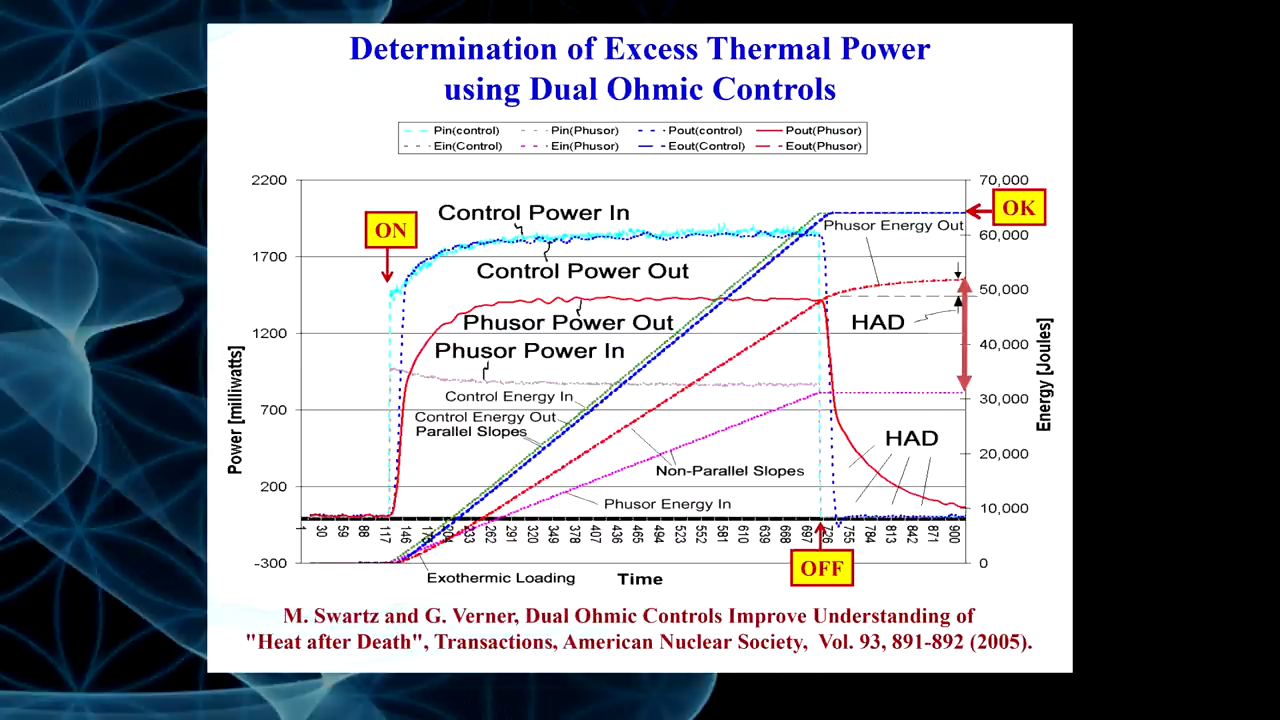 Determination of Excess Thermal Power
using Dual Ohmic Controls
Pin(control) Pin(Phusor) Pout(control) Pout(Phusor)
Ein(Control) Ein(Phusor) Eout(Control) Eout(Phusor)
2200 70,000
ON
Control Power In
OK
Phusor Energy Out
60,000
1700
Control Power Out
50,000
Phusor Power Out
HAD
1200
Phusor Power In
40,000
Control Energy In
30,000
700
Control Energy Out
Parallel Slopes
HAD
20,000
Non-Parallel Slopes
200
Phusor Energy In
10,000
Power [milliwatts]
Energy [Joules]
1 30 59 88 117 146 175 204 233 262 291 320 349 378 407 436 465 494 523 552 581 610 639 668 697 726 755 784 813 842 871 900
-300 0
OFF
Exothermic Loading
Time
M. Swartz and G. Verner, Dual Ohmic Controls Improve Understanding of
"Heat after Death", Transactions, American Nuclear Society, Vol. 93, 891-892 (2005).